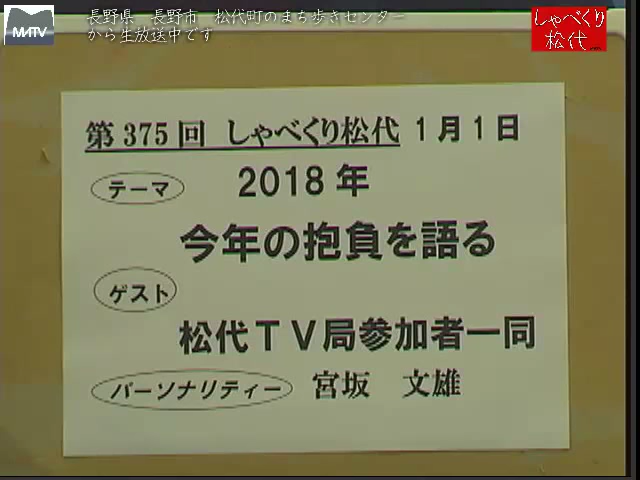 長野県 長野市 松代町のまち歩きセンター
から生放送中です
MATV
しゃべくり
松代
第375回 しゃべくり松代 1月1日
テーマ 2018年
今年の抱負を語る
ゲスト
松代TV局参加者一同
パーソナリティー 宮坂 文雄